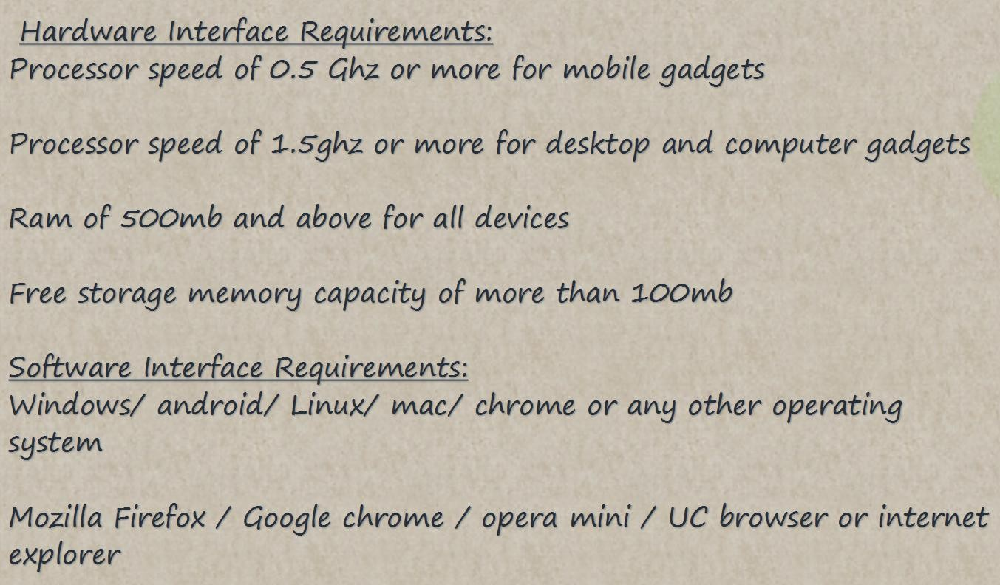 Hardware Interface Requirements:
Processor speed of 0.5 Ghz or more for mobile gadgets
Processor speed of 1.5ghz or more for desktop and computer gadgets
Ram of 500mb and above for all devices
Free storage memory capacity of more than 100mb
Software Interface Requirements:
Windows/ android/ Linux/ mac/ chrome or any other operating
system
Mozilla Firefox / Google chrome / opera mini / UC browser or internet
explorer